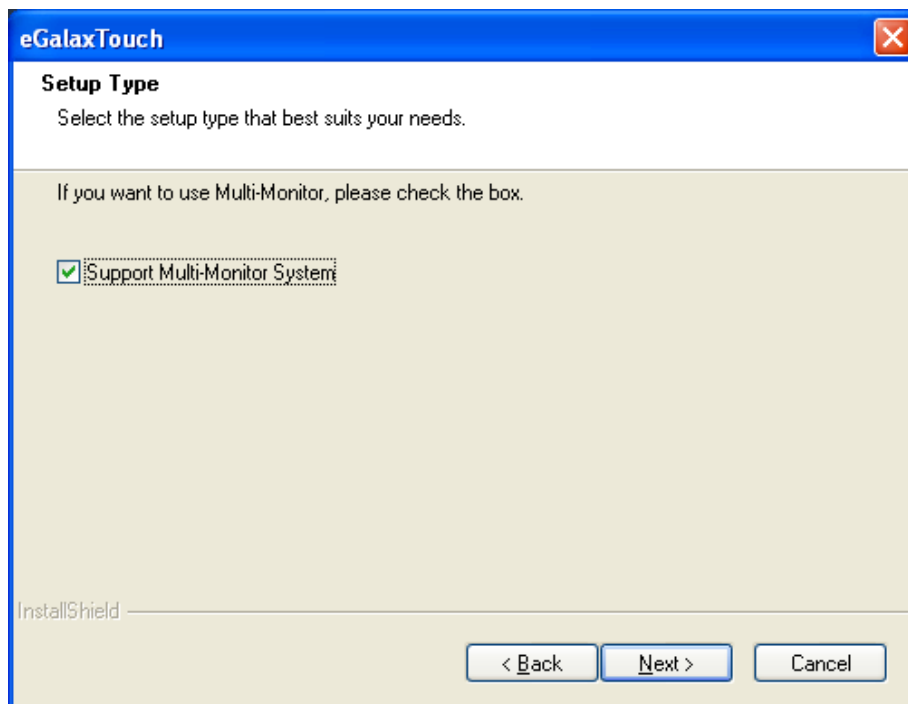 eGalaxTouch
Setup Type
Select the setup type that best suits your needs.
If you want to use Multi-Monitor, please check the box.
Support Multi-Monitor System
InstallShield
< Back Next > Cancel